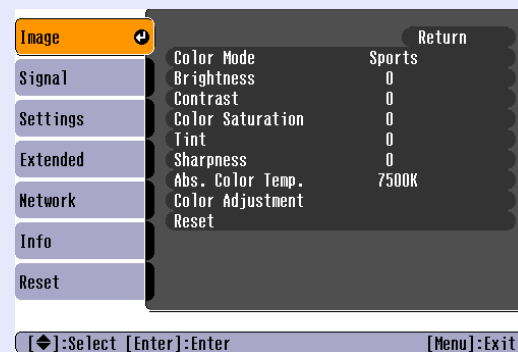 Image
Signal
Settings
Extended
Network
Info
Reset
Return
Color Mode Sports
Brightness 0
Contrast 0
Color Saturation 0
Tint 0
Sharpness 0
Abs. Color Temp. 7500K
Color Adjustment
Reset
[◆]:Select [Enter]:Enter [Menu]:Exit